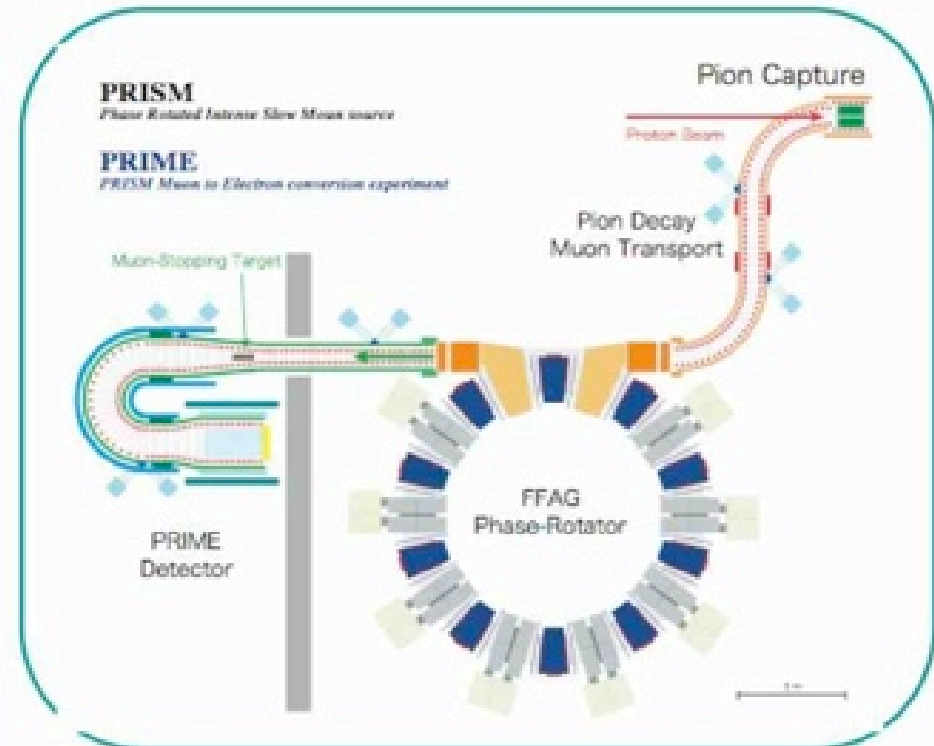 PRISM
Phase Rotated Intense Slow Muon source
PRIME
PRISM Muon to Electron conversion experiment
Pion Capture
Proton Beam
Pion Decay
Muon Transport
Muon-Stopping Target
FFAG
Phase-Rotator
PRIME
Detector